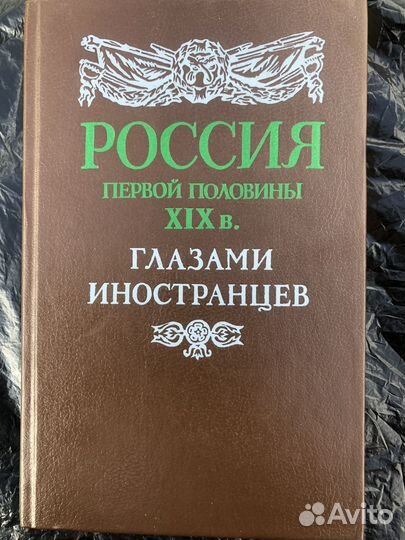 РОССИЯ
ПЕРВОЙ ПОЛОВИНЫ
XIX в.
ГЛАЗАМИ
ИНОСТРАНЦЕВ
Avito